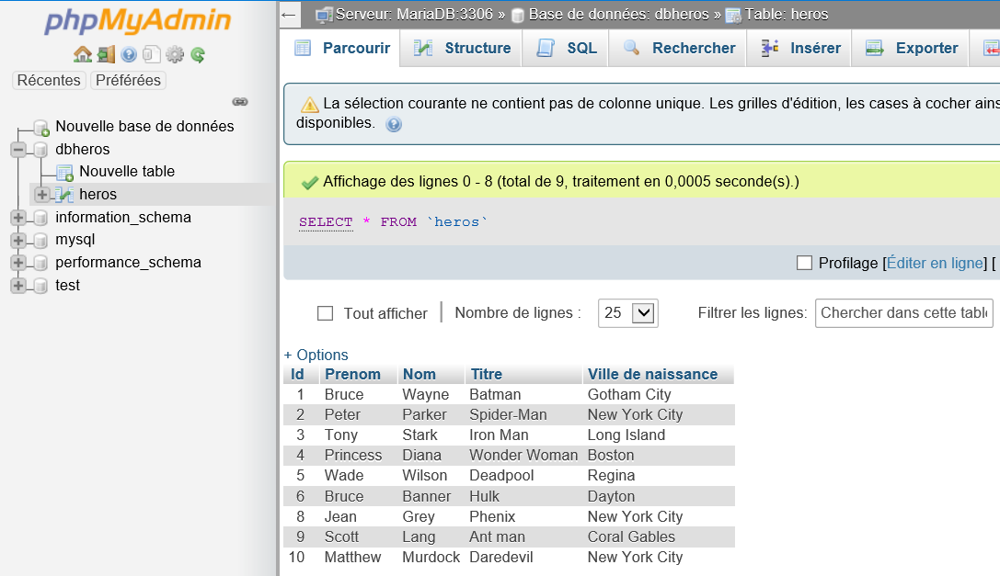 phpMyAdmin
Récentes Préférées
Nouvelle base de données
dbheros
Nouvelle table
heros
information_schema
mysql
performance_schema
test
← Serveur: MariaDB:3306 » Base de données: dbheros » Table: heros
Parcourir Structure SQL Rechercher Insérer Exporter
La sélection courante ne contient pas de colonne unique. Les grilles d'édition, les cases à cocher ains
disponibles.
Affichage des lignes 0 - 8 (total de 9, traitement en 0,0005 seconde(s).)
SELECT * FROM `heros`
Profilage [Éditer en ligne] [
Tout afficher | Nombre de lignes : 25 Filtrer les lignes: Chercher dans cette table
+ Options
Id Prenom Nom Titre Ville de naissance
1 Bruce Wayne Batman Gotham City
2 Peter Parker Spider-Man New York City
3 Tony Stark Iron Man Long Island
4 Princess Diana Wonder Woman Boston
5 Wade Wilson Deadpool Regina
6 Bruce Banner Hulk Dayton
8 Jean Grey Phenix New York City
9 Scott Lang Ant man Coral Gables
10 Matthew Murdock Daredevil New York City